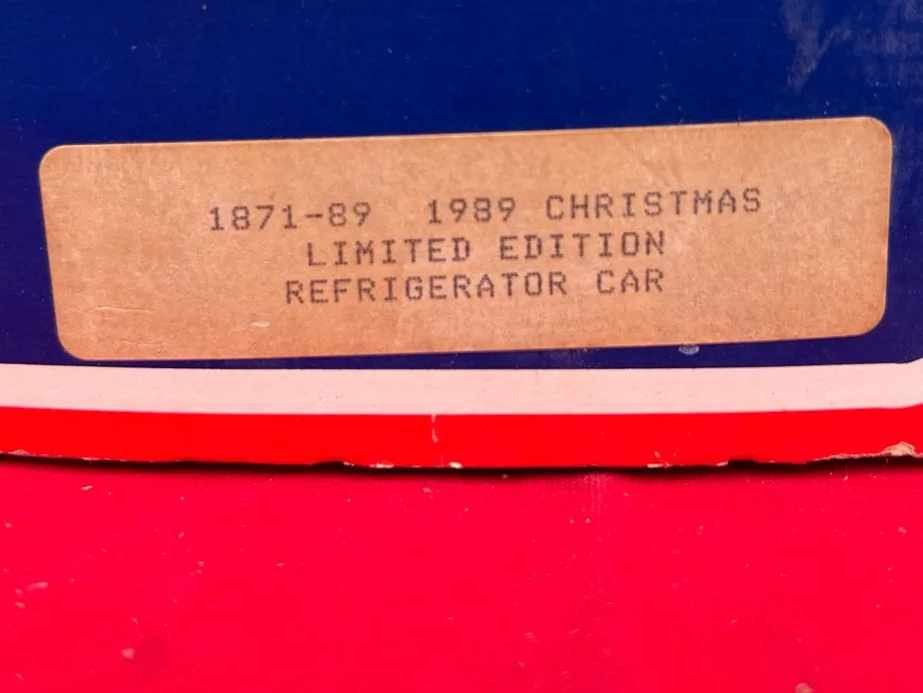 1871-89 1989 CHRISTMAS
LIMITED EDITION
REFRIGERATOR CAR